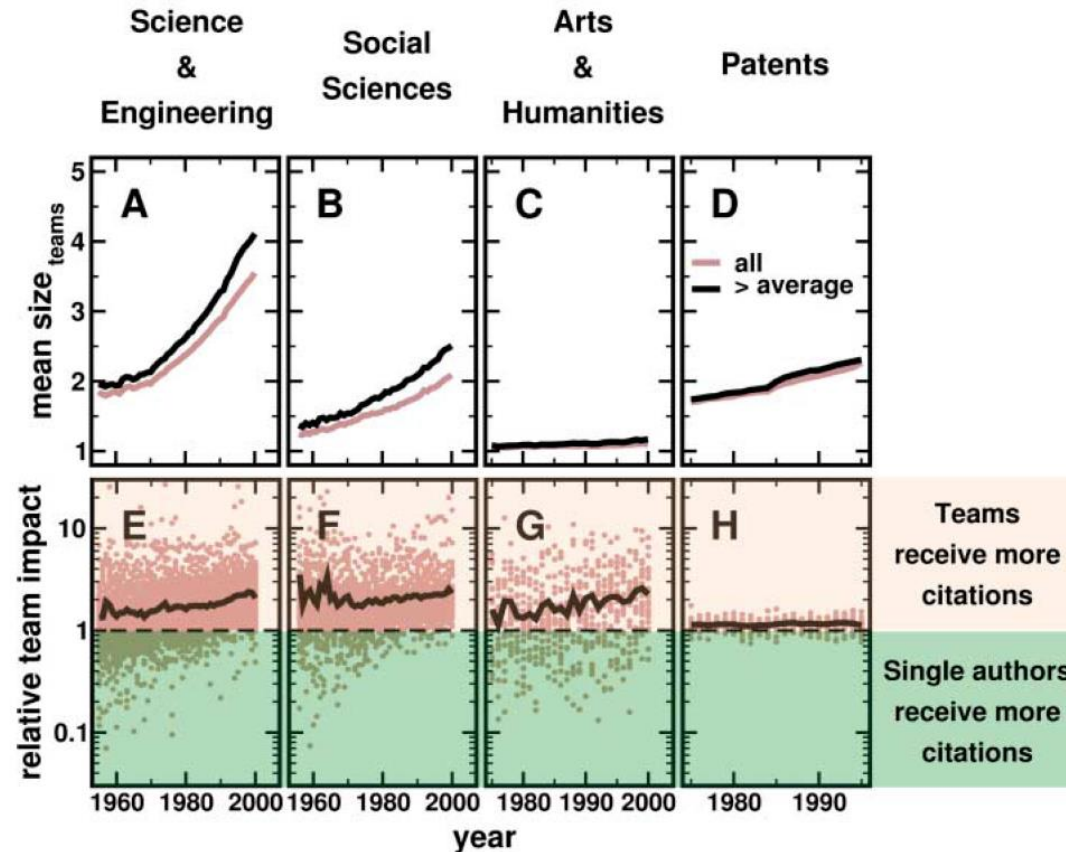 Science
&
Engineering
Social
Sciences
Arts
&
Humanities
Patents
mean size teams
5
4
3
2
1
A
B
C
D
all
> average
relative team impact
10
1
0.1
E
F
G
H
Teams
receive more
citations
Single authors
receive more
citations
1960 1980 2000
1960 1980 2000
1980 1990 2000
1980 1990
year